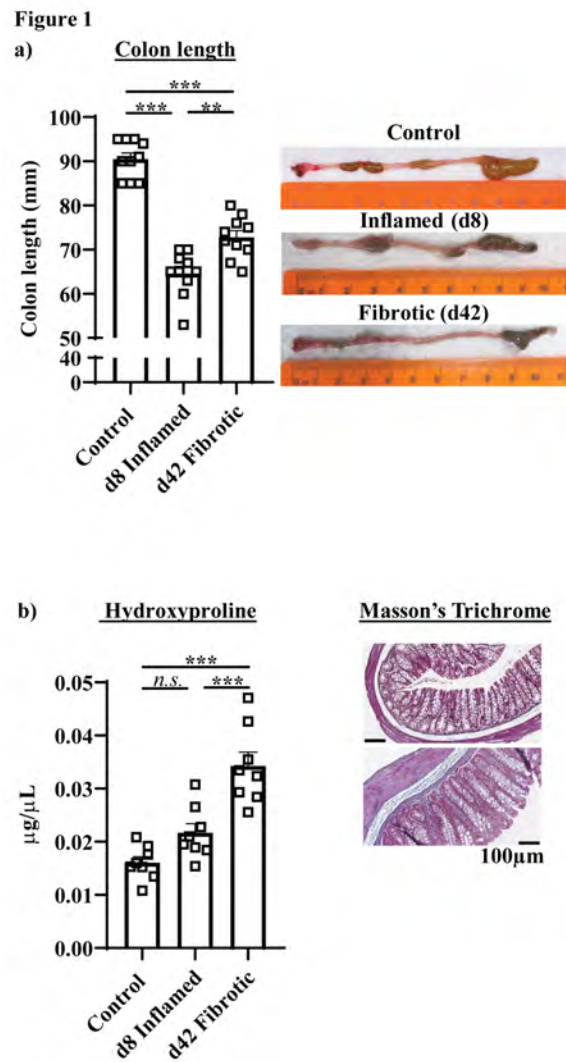 Figure 1
a) Colon length
*** 
*** **
Colon length (mm)
100
90
80
70
60
50
40
0
Control
d8 Inflamed
d42 Fibrotic
Control
Inflamed (d8)
Fibrotic (d42)
b) Hydroxyproline
***
n.s. ***
µg/µL
0.05
0.04
0.03
0.02
0.01
0.00
Control
d8 Inflamed
d42 Fibrotic
Masson's Trichrome
100µm